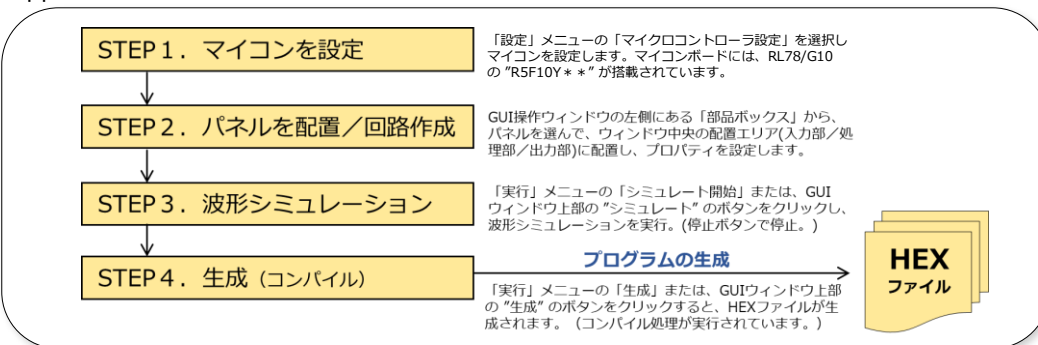 STEP１．マイコンを設定
「設定」メニューの「マイクロコントローラ設定」を選択し
マイコンを設定します。マイコンボードには、RL78/G10
の ”R5F10Y＊＊” が搭載されています。
STEP２．パネルを配置／回路作成
GUI操作ウィンドウの左側にある「部品ボックス」から、
パネルを選んで、ウィンドウ中央の配置エリア(入力部／処
理部／出力部)に配置し、プロパティを設定します。
STEP３．波形シミュレーション
「実行」メニューの「シミュレート開始」または、GUI
ウィンドウ上部の ”シミュレート” のボタンをクリックし、
波形シミュレーションを実行。(停止ボタンで停止。)
STEP４．生成（コンパイル）
プログラムの生成
「実行」メニューの「生成」または、GUIウィンドウ上部
の ”生成” のボタンをクリックすると、HEXファイルが生
成されます。（コンパイル処理が実行されています。）
HEX
ファイル